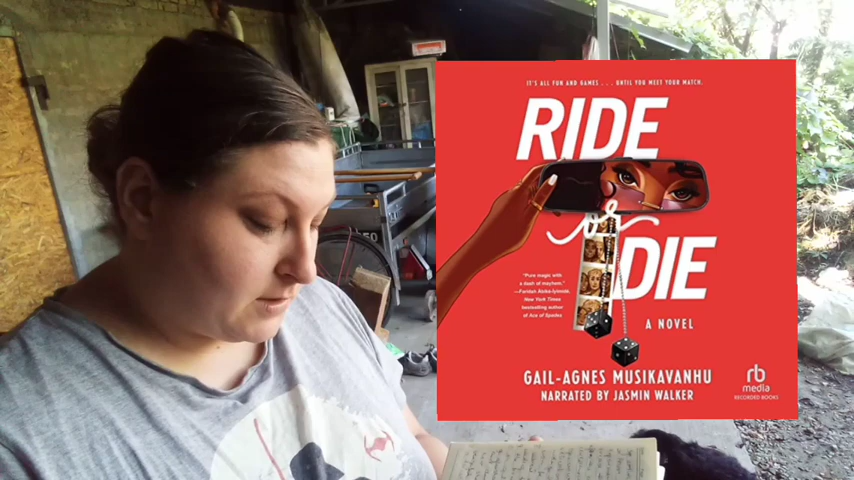 IT'S ALL FUN AND GAMES . . . UNTIL YOU MEET YOUR MATCH.
RIDE
or
DIE
"Pure magic with
a dash of mayhem."
—Faridah Àbíké-Íyímídé,
New York Times
bestselling author
of Ace of Spades
A NOVEL
GAIL-AGNES MUSIKAVANHU
NARRATED BY JASMIN WALKER
rb
media
RECORDED BOOKS
50